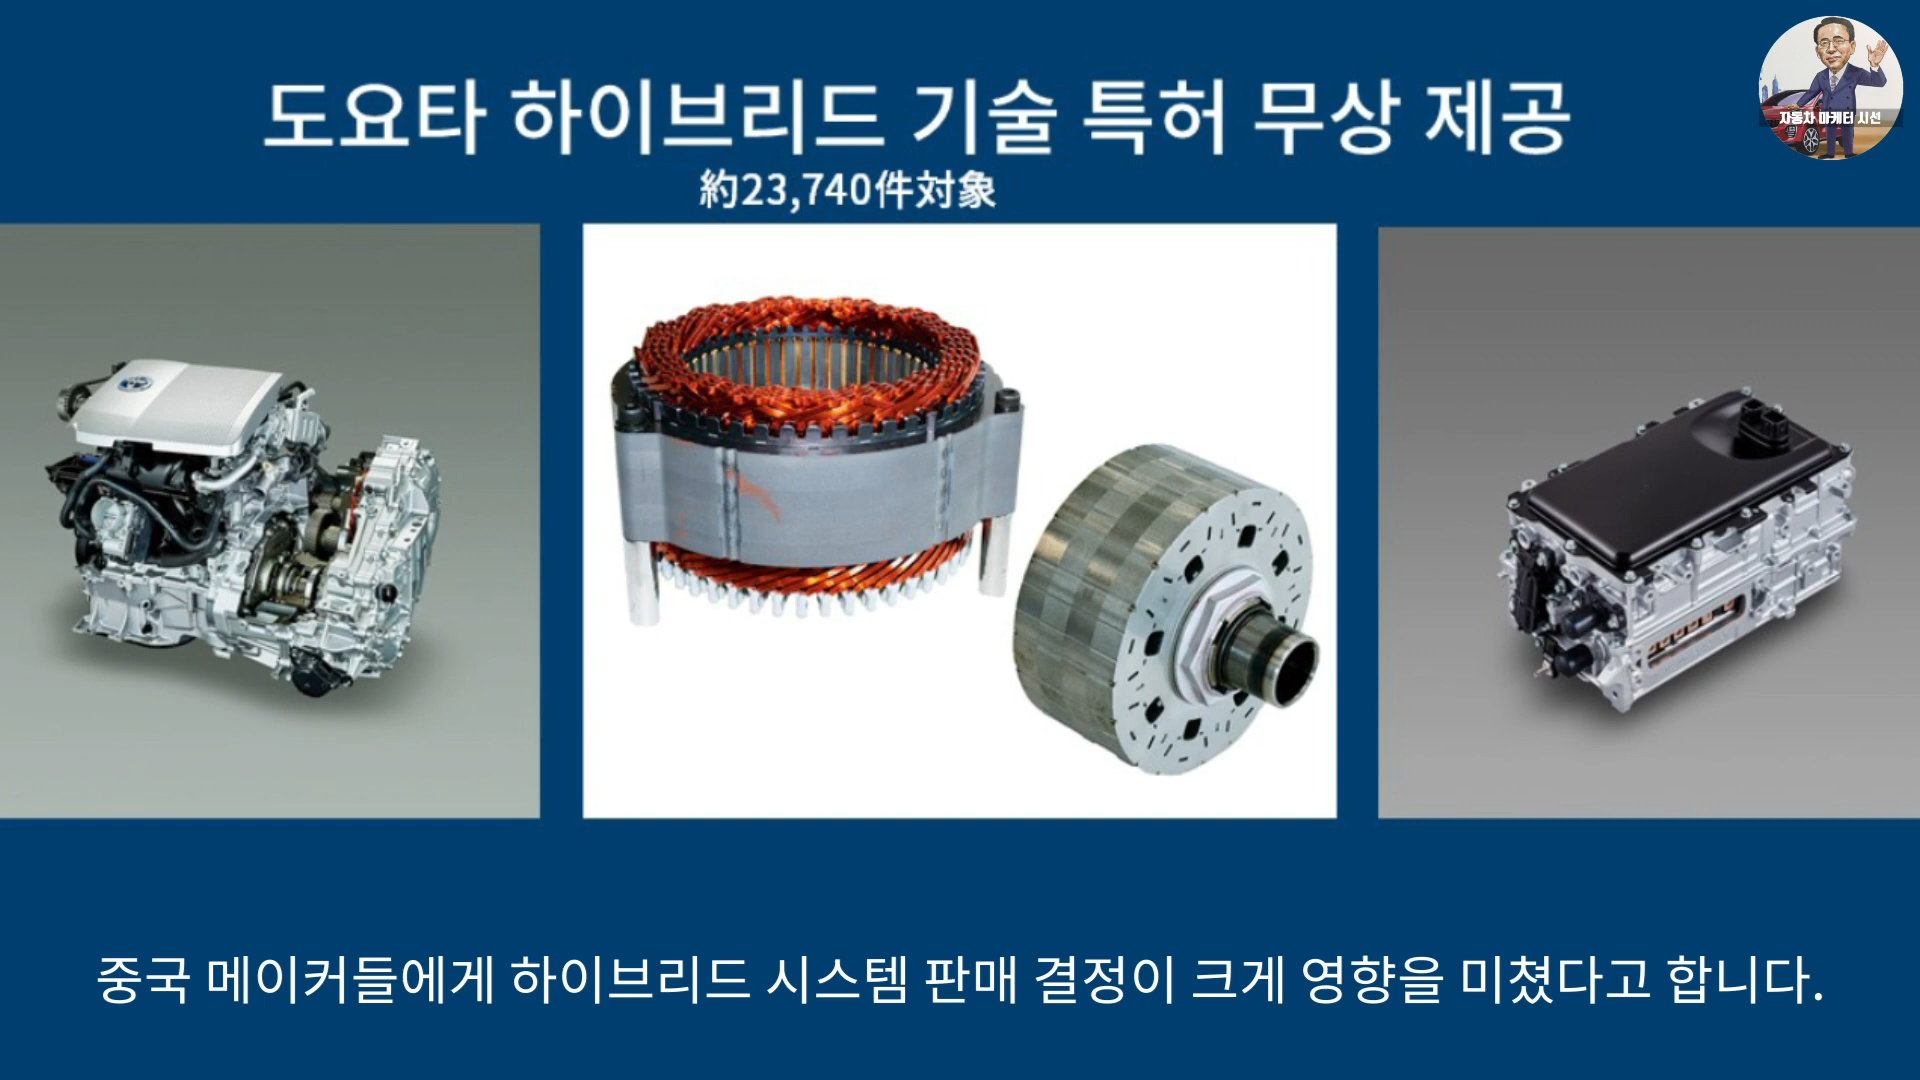 도요타 하이브리드 기술 특허 무상 제공
約23,740件対象
자동차 마케터 시선
중국 메이커들에게 하이브리드 시스템 판매 결정이 크게 영향을 미쳤다고 합니다.